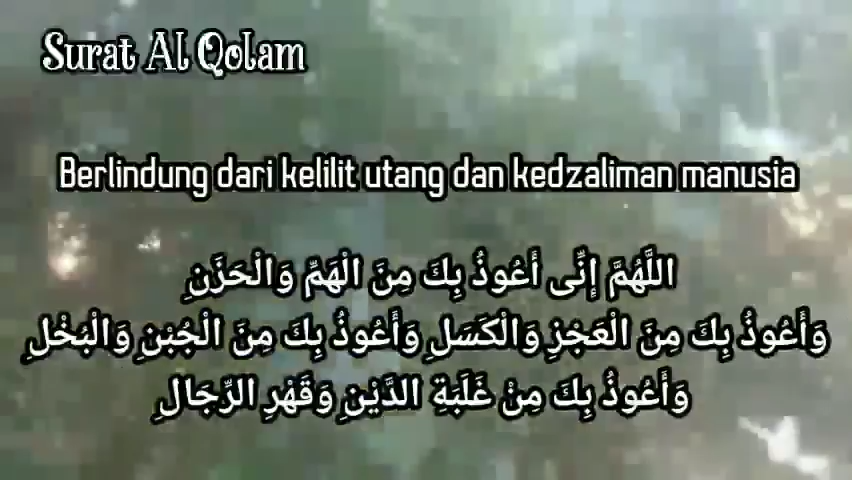 Surat Al Qolam
Berlindung dari kelilit utang dan kedzaliman manusia
اللَّهُمَّ إِنِّى أَعُوذُ بِكَ مِنَ الْهَمِّ وَالْحَزَنِ
وَأَعُوذُ بِكَ مِنَ الْعَجْزِ وَالْكَسَلِ وَأَعُوذُ بِكَ مِنَ الْجُبْنِ وَالْبُخْلِ
وَأَعُوذُ بِكَ مِنْ غَلَبَةِ الدَّيْنِ وَقَهْرِ الرِّجَالِ